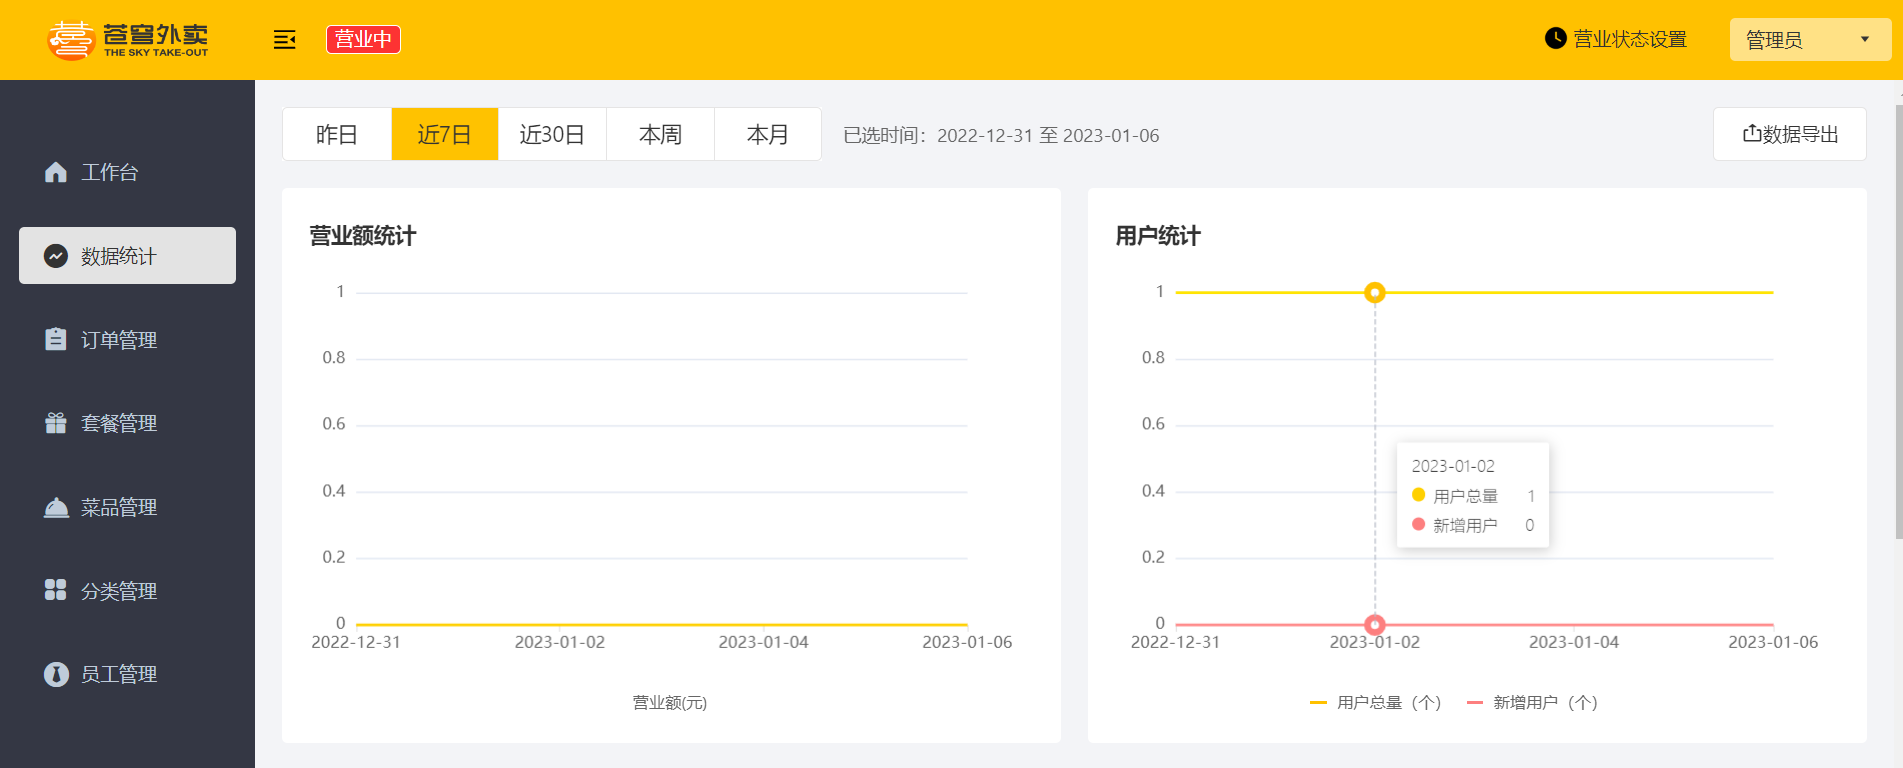 苍穹外卖
THE SKY TAKE-OUT
营业中
营业状态设置
管理员
工作台
数据统计
订单管理
套餐管理
菜品管理
分类管理
员工管理
昨日
近7日
近30日
本周
本月
已选时间：2022-12-31 至 2023-01-06
数据导出
营业额统计
1
0.8
0.6
0.4
0.2
0
2022-12-31
2023-01-02
2023-01-04
2023-01-06
营业额(元)
用户统计
1
0.8
0.6
0.4
0.2
0
2023-01-02
用户总量 1
新增用户 0
2022-12-31
2023-01-02
2023-01-04
2023-01-06
用户总量（个）
新增用户（个）